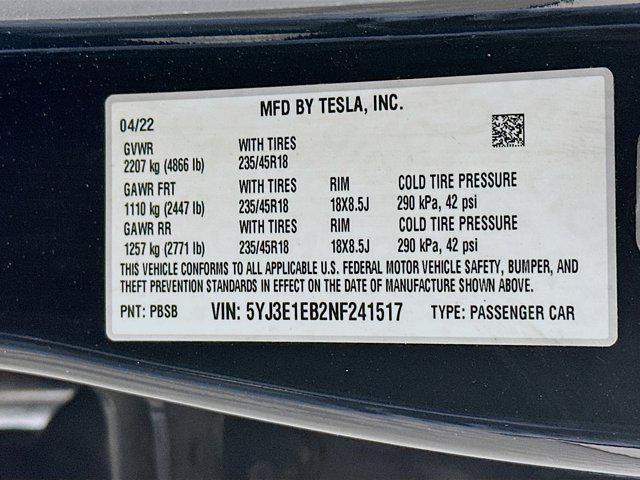 MFD BY TESLA, INC.
04/22
GVWR WITH TIRES
2207 kg (4866 lb) 235/45R18
GAWR FRT WITH TIRES RIM COLD TIRE PRESSURE
1110 kg (2447 lb) 235/45R18 18X8.5J 290 kPa, 42 psi
GAWR RR WITH TIRES RIM COLD TIRE PRESSURE
1257 kg (2771 lb) 235/45R18 18X8.5J 290 kPa, 42 psi
THIS VEHICLE CONFORMS TO ALL APPLICABLE U.S. FEDERAL MOTOR VEHICLE SAFETY, BUMPER, AND
THEFT PREVENTION STANDARDS IN EFFECT ON THE DATE OF MANUFACTURE SHOWN ABOVE.
PNT: PBSB VIN: 5YJ3E1EB2NF241517 TYPE: PASSENGER CAR